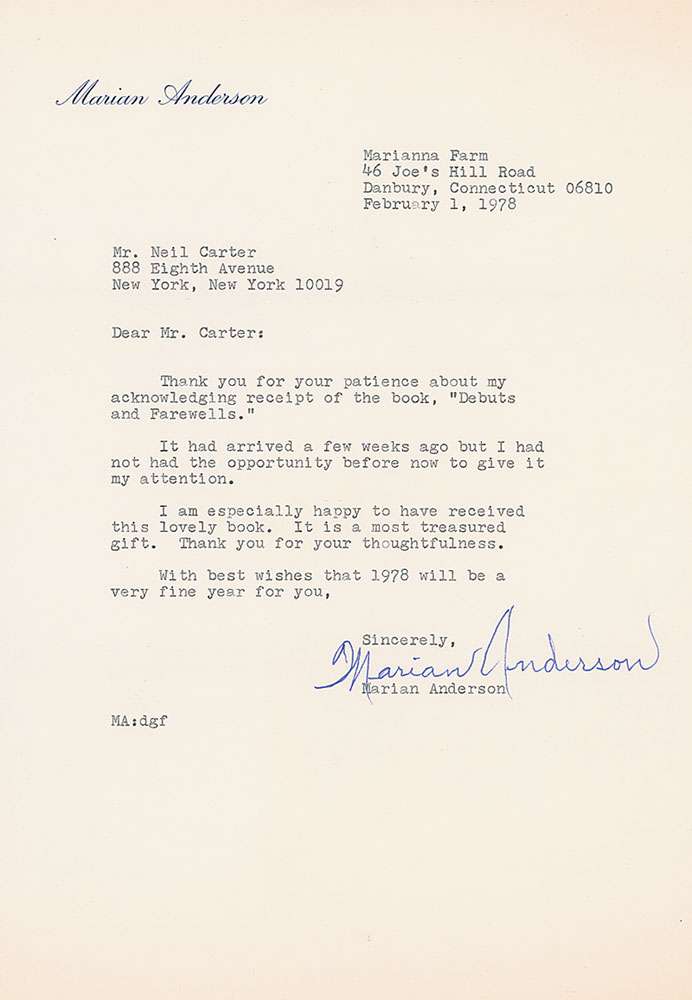 Marian Anderson
Marianna Farm
46 Joe's Hill Road
Danbury, Connecticut 06810
February 1, 1978
Mr. Neil Carter
888 Eighth Avenue
New York, New York 10019
Dear Mr. Carter:
Thank you for your patience about my
acknowledging receipt of the book, "Debuts
and Farewells."
It had arrived a few weeks ago but I had
not had the opportunity before now to give it
my attention.
I am especially happy to have received
this lovely book. It is a most treasured
gift. Thank you for your thoughtfulness.
With best wishes that 1978 will be a
very fine year for you,
Sincerely,
Marian Anderson
Marian Anderson
MA:dgf